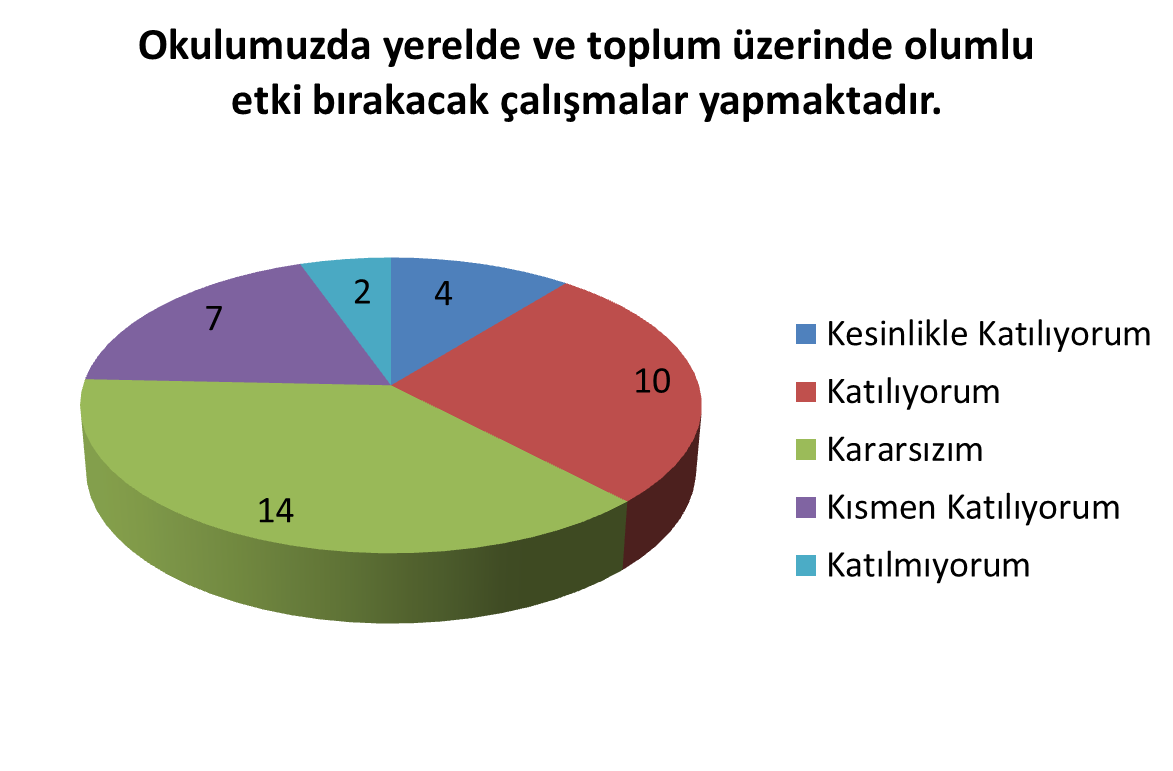 Okulumuzda yerelde ve toplum üzerinde olumlu
etki bırakacak çalışmalar yapmaktadır.
2
4
7
10
14
Kesinlikle Katılıyorum
Katılıyorum
Kararsızım
Kısmen Katılıyorum
Katılmıyorum